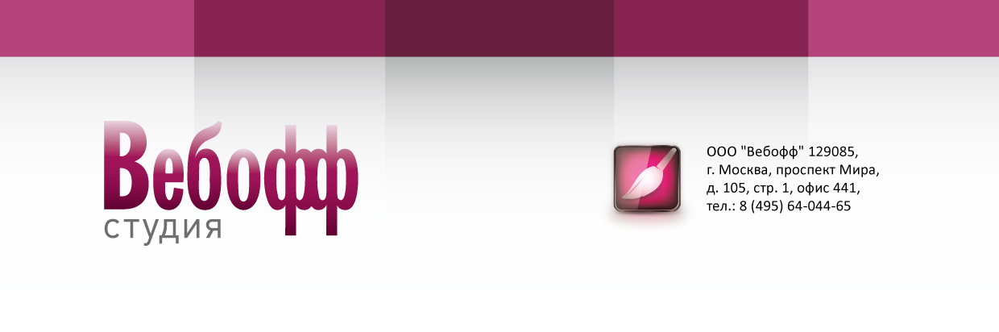 Вебофф
студия
ООО "Вебофф" 129085,
г. Москва, проспект Мира,
д. 105, стр. 1, офис 441,
тел.: 8 (495) 64-044-65